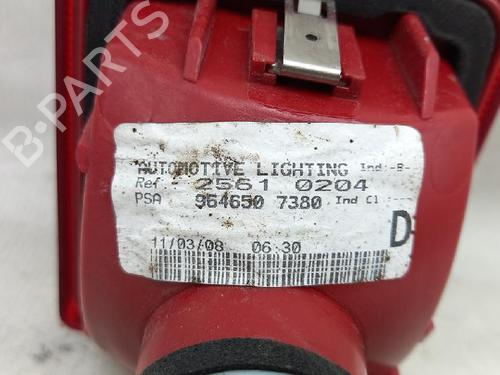 B-PARTS
AUTOMOTIVE LIGHTING Ind:-B-
Ref: 2561 0204
PSA 964650 7380 Ind Cl :---
D
11/03/08 06:30